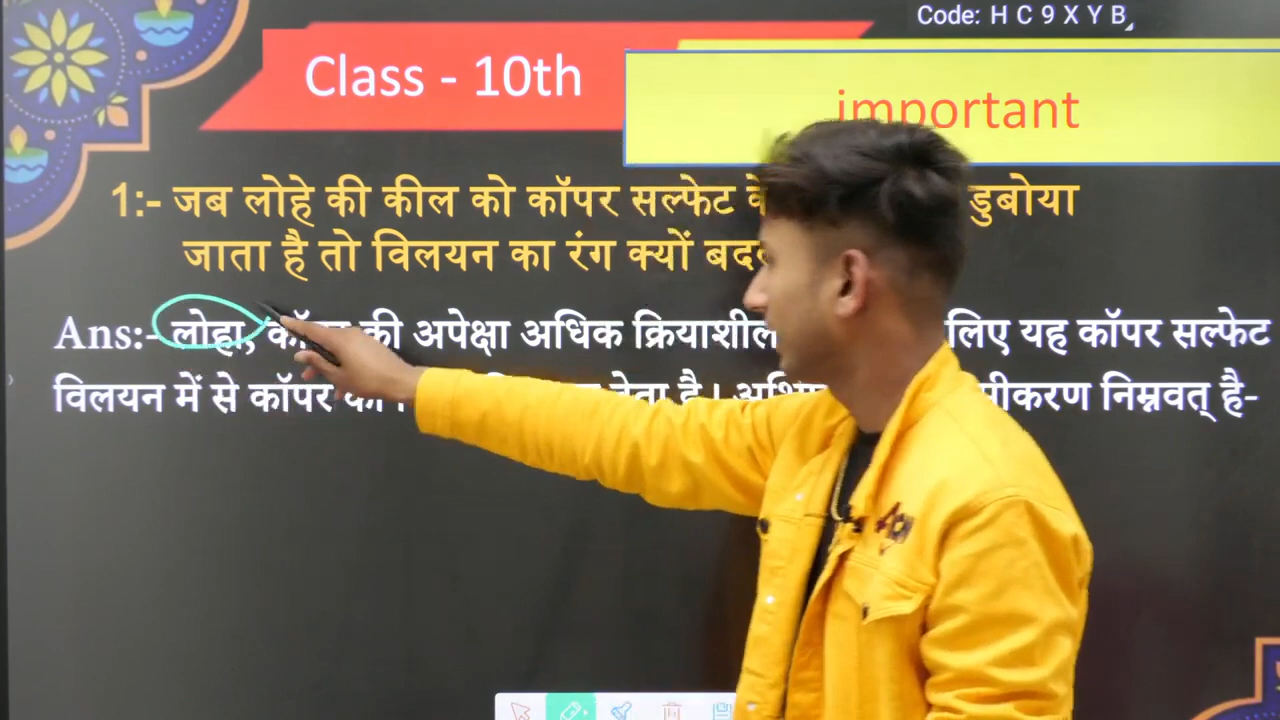 Code: H C 9 X Y B
Class - 10th
important
1:- जब लोहे की कील को कॉपर सल्फेट डुबोया
जाता है तो विलयन का रंग क्यों
Ans:- लोहा, कॉपर की अपेक्षा अधिक क्रियाशील लिए यह कॉपर सल्फेट
विलयन में से कॉपर देता है। निम्नवत् है-